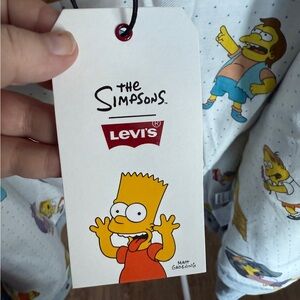 the
SIMPSONS
LEVI'S®
MATT
GROENING